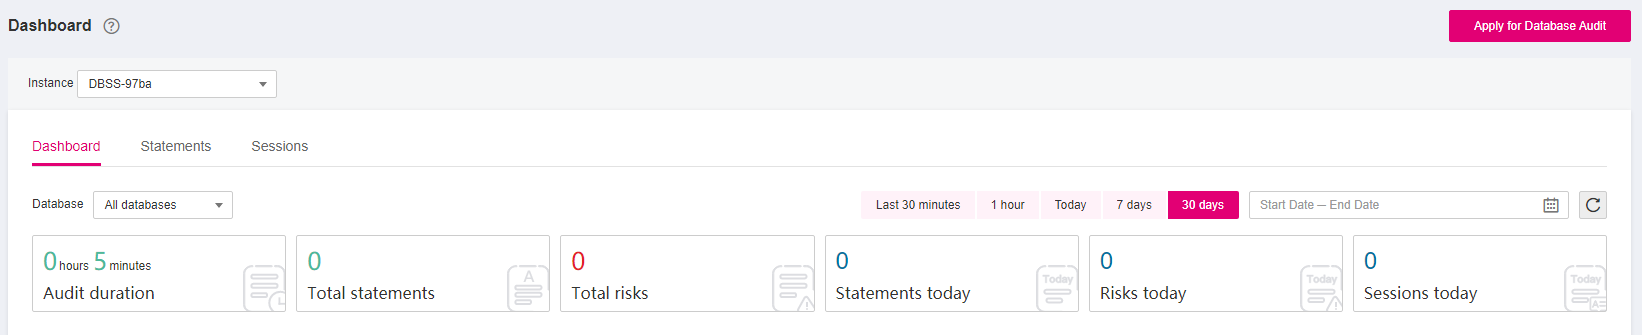 Dashboard ?
Apply for Database Audit
Instance DBSS-97ba
Dashboard Statements Sessions
Database All databases Last 30 minutes 1 hour Today 7 days 30 days Start Date — End Date
0 hours 5 minutes
Audit duration
0
A
Total statements
0
Total risks
0
Today
Statements today
0
Today
Risks today
0
Today
Sessions today